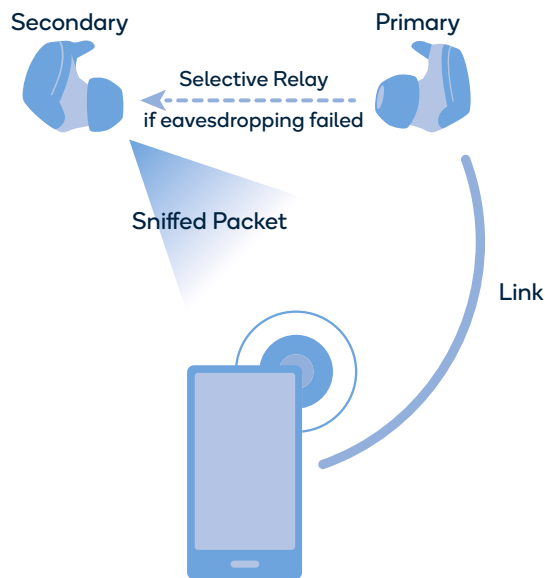 Secondary
Primary
Selective Relay
if eavesdropping failed
Sniffed Packet
Link